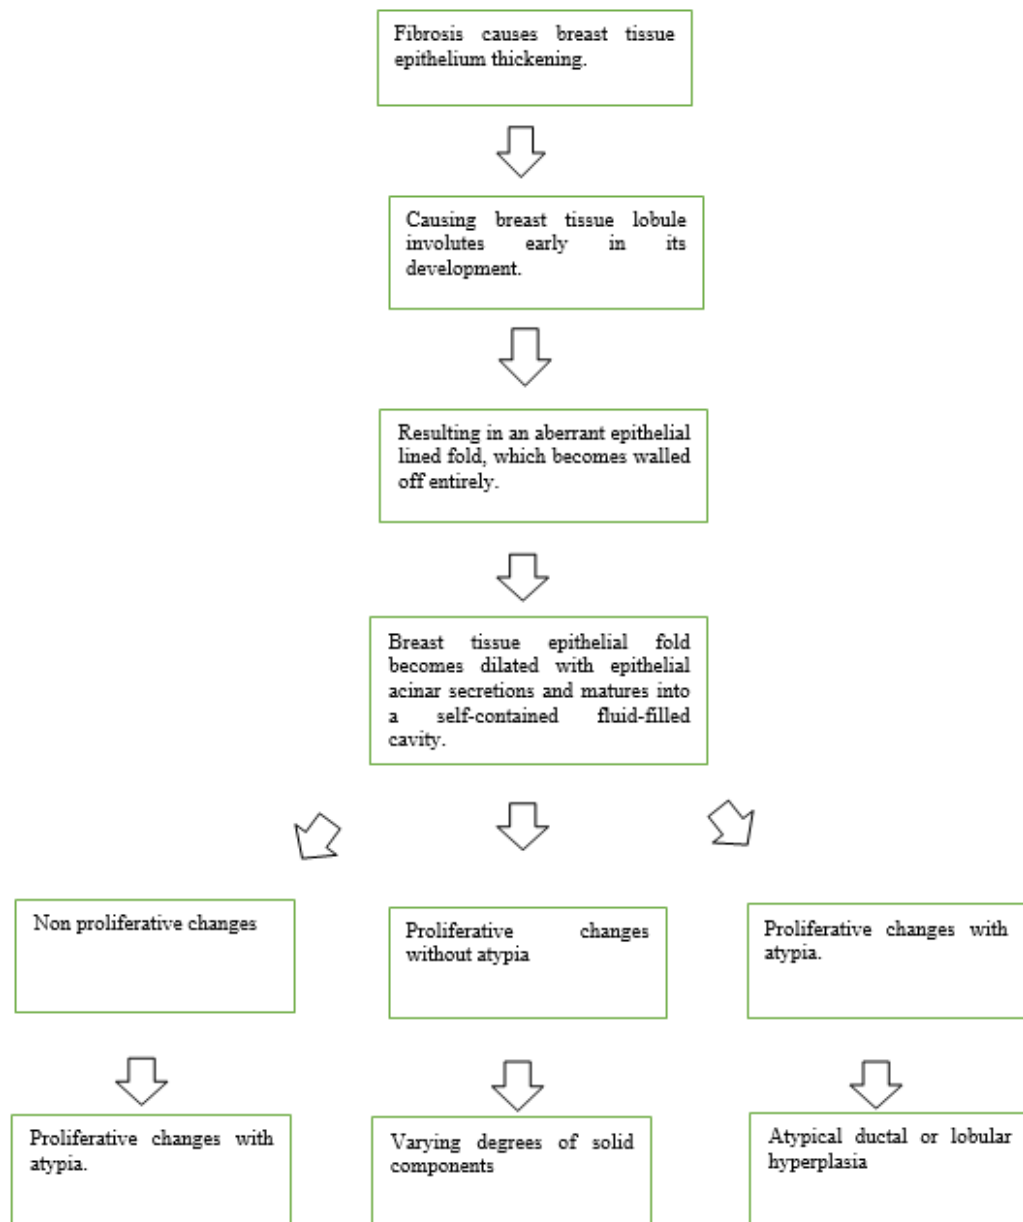 Fibrosis causes breast tissue
epithelium thickening.
Causing breast tissue lobule
involutes early in its
development.
Resulting in an aberrant epithelial
lined fold, which becomes walled
off entirely.
Breast tissue epithelial fold
becomes dilated with epithelial
acinar secretions and matures into
a self-contained fluid-filled
cavity.
Non proliferative changes
Proliferative changes
without atypia
Proliferative changes with
atypia.
Proliferative changes with
atypia.
Varying degrees of solid
components
Atypical ductal or lobular
hyperplasia